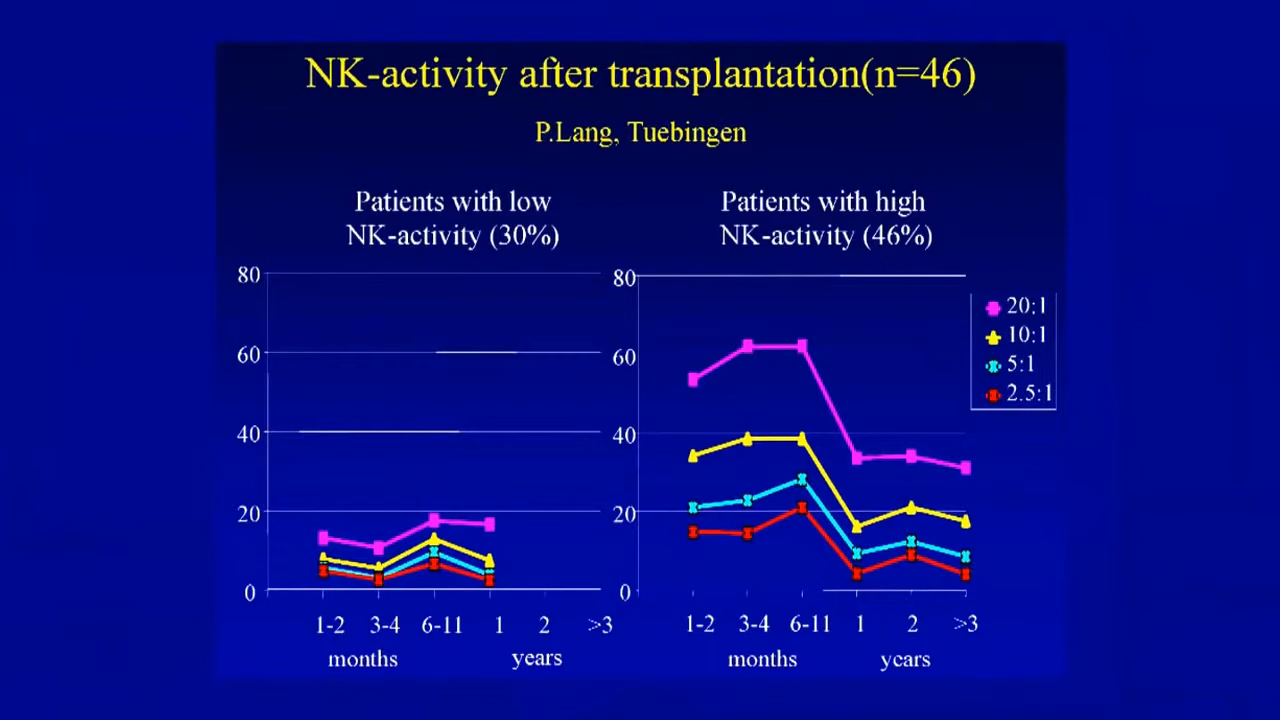 NK-activity after transplantation(n=46)
P.Lang, Tuebingen
Patients with low
NK-activity (30%)
80
60
40
20
0
1-2 3-4 6-11 1 2 >3
months years
Patients with high
NK-activity (46%)
80
60
40
20
0
1-2 3-4 6-11 1 2 >3
months years
20:1
10:1
5:1
2.5:1